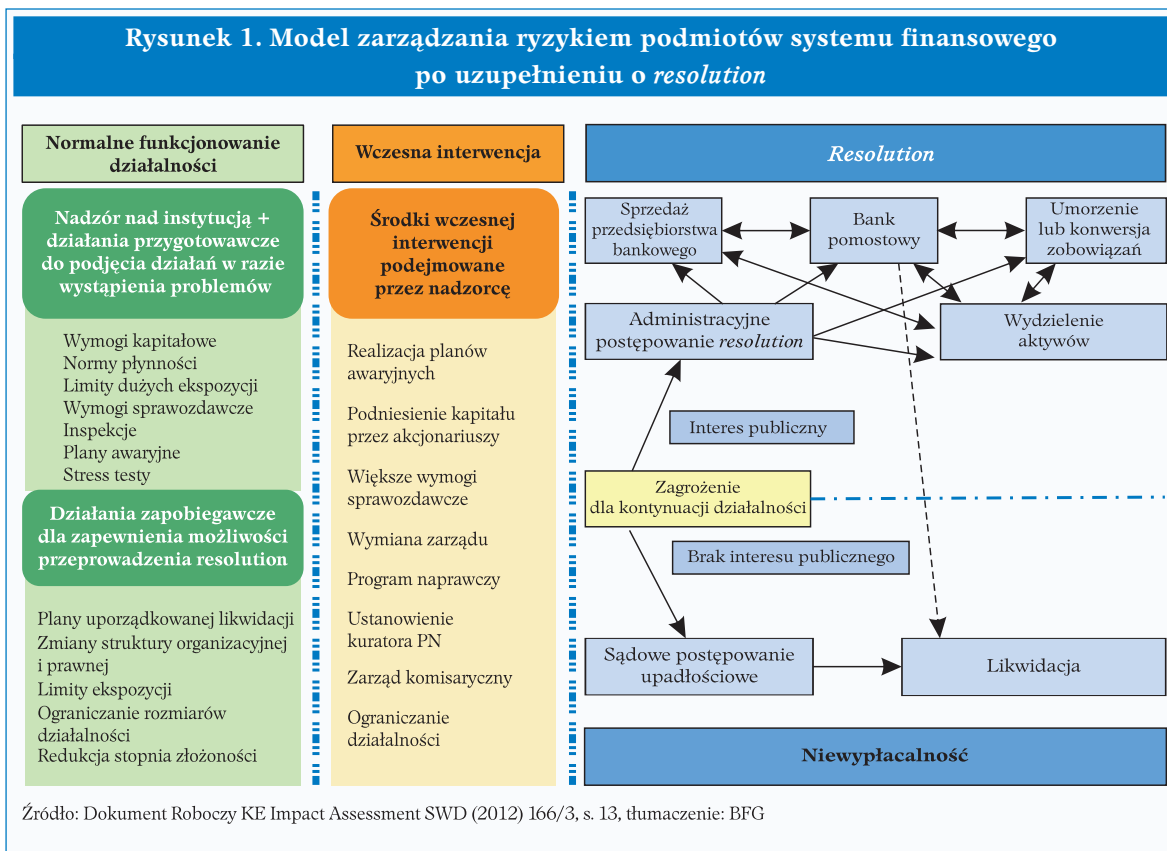 Rysunek 1. Model zarządzania ryzykiem podmiotów systemu finansowego
po uzupełnieniu o resolution
Normalne funkcjonowanie
działalności
Nadzór nad instytucją +
działania przygotowawcze
do podjęcia działań w razie
wystąpienia problemów
Wymogi kapitałowe
Normy płynności
Limity dużych ekspozycji
Wymogi sprawozdawcze
Inspekcje
Plany awaryjne
Stress testy
Działania zapobiegawcze
dla zapewnienia możliwości
przeprowadzenia resolution
Plany uporządkowanej likwidacji
Zmiany struktury organizacyjnej
i prawnej
Limity ekspozycji
Ograniczanie rozmiarów
działalności
Redukcja stopnia złożoności
Wczesna interwencja
Środki wczesnej
interwencji
podejmowane
przez nadzorcę
Realizacja planów
awaryjnych
Podniesienie kapitału
przez akcjonariuszy
Większe wymogi
sprawozdawcze
Wymiana zarządu
Program naprawczy
Ustanowienie
kuratora PN
Zarząd komisaryczny
Ograniczanie
działalności
Resolution
Sprzedaż
przedsiębiorstwa
bankowego
Bank
pomostowy
Umorzenie
lub konwersja
zobowiązań
Administracyjne
postępowanie resolution
Wydzielenie
aktywów
Interes publiczny
Zagrożenie
dla kontynuacji działalności
Brak interesu publicznego
Sądowe postępowanie
upadłościowe
Likwidacja
Niewypłacalność
Źródło: Dokument Roboczy KE Impact Assessment SWD (2012) 166/3, s. 13, tłumaczenie: BFG